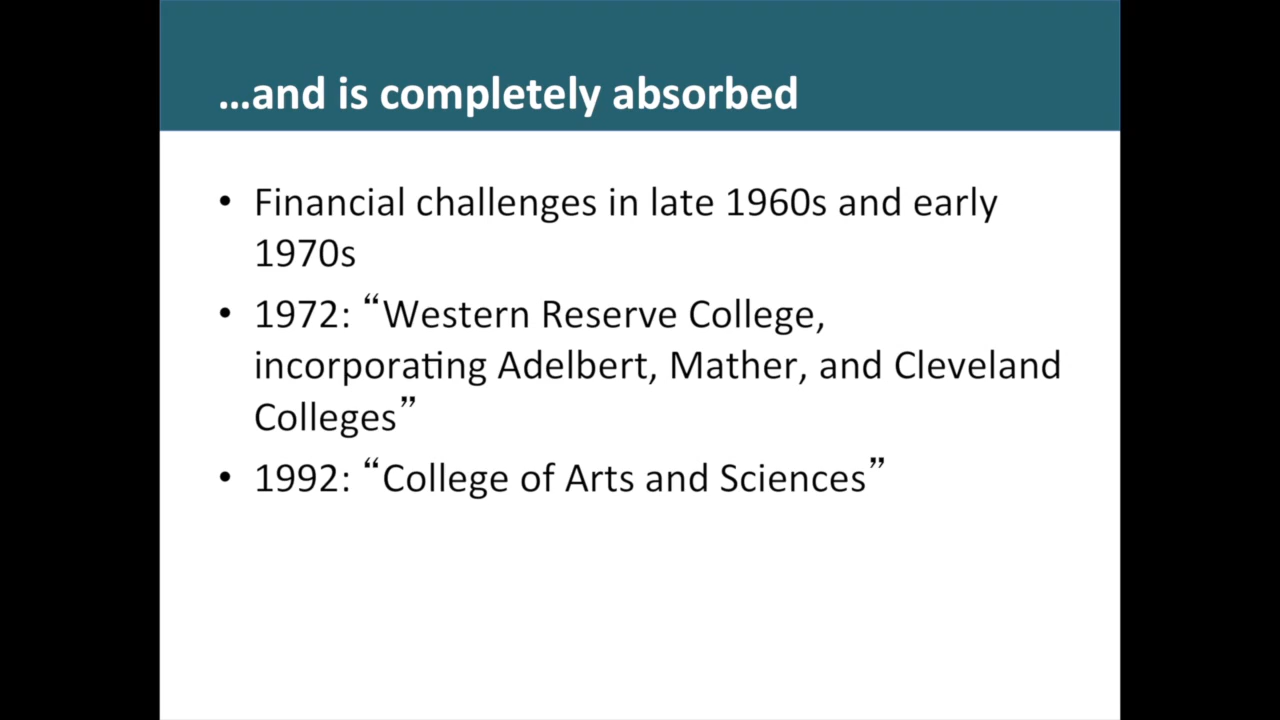 …and is completely absorbed
• Financial challenges in late 1960s and early
1970s
• 1972: “Western Reserve College,
incorporating Adelbert, Mather, and Cleveland
Colleges”
• 1992: “College of Arts and Sciences”